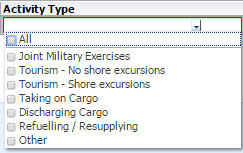 Activity Type
All
Joint Military Exercises
Tourism - No shore excursions
Tourism - Shore excursions
Taking on Cargo
Discharging Cargo
Refuelling / Resupplying
Other